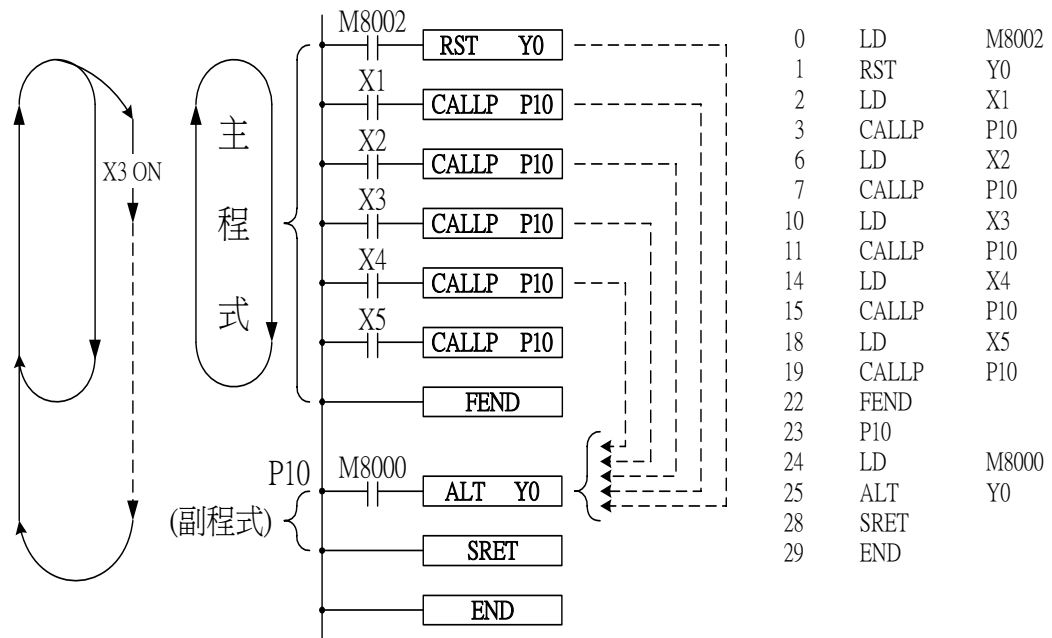 M8002
RST Y0
X1
CALLP P10
X2
CALLP P10
X3
CALLP P10
X4
CALLP P10
X5
CALLP P10
FEND
P10
M8000
ALT Y0
(副程式)
SRET
END
X3 ON
主
程
式
0 LD M8002
1 RST Y0
2 LD X1
3 CALLP P10
6 LD X2
7 CALLP P10
10 LD X3
11 CALLP P10
14 LD X4
15 CALLP P10
18 LD X5
19 CALLP P10
22 FEND
23 P10
24 LD M8000
25 ALT Y0
28 SRET
29 END